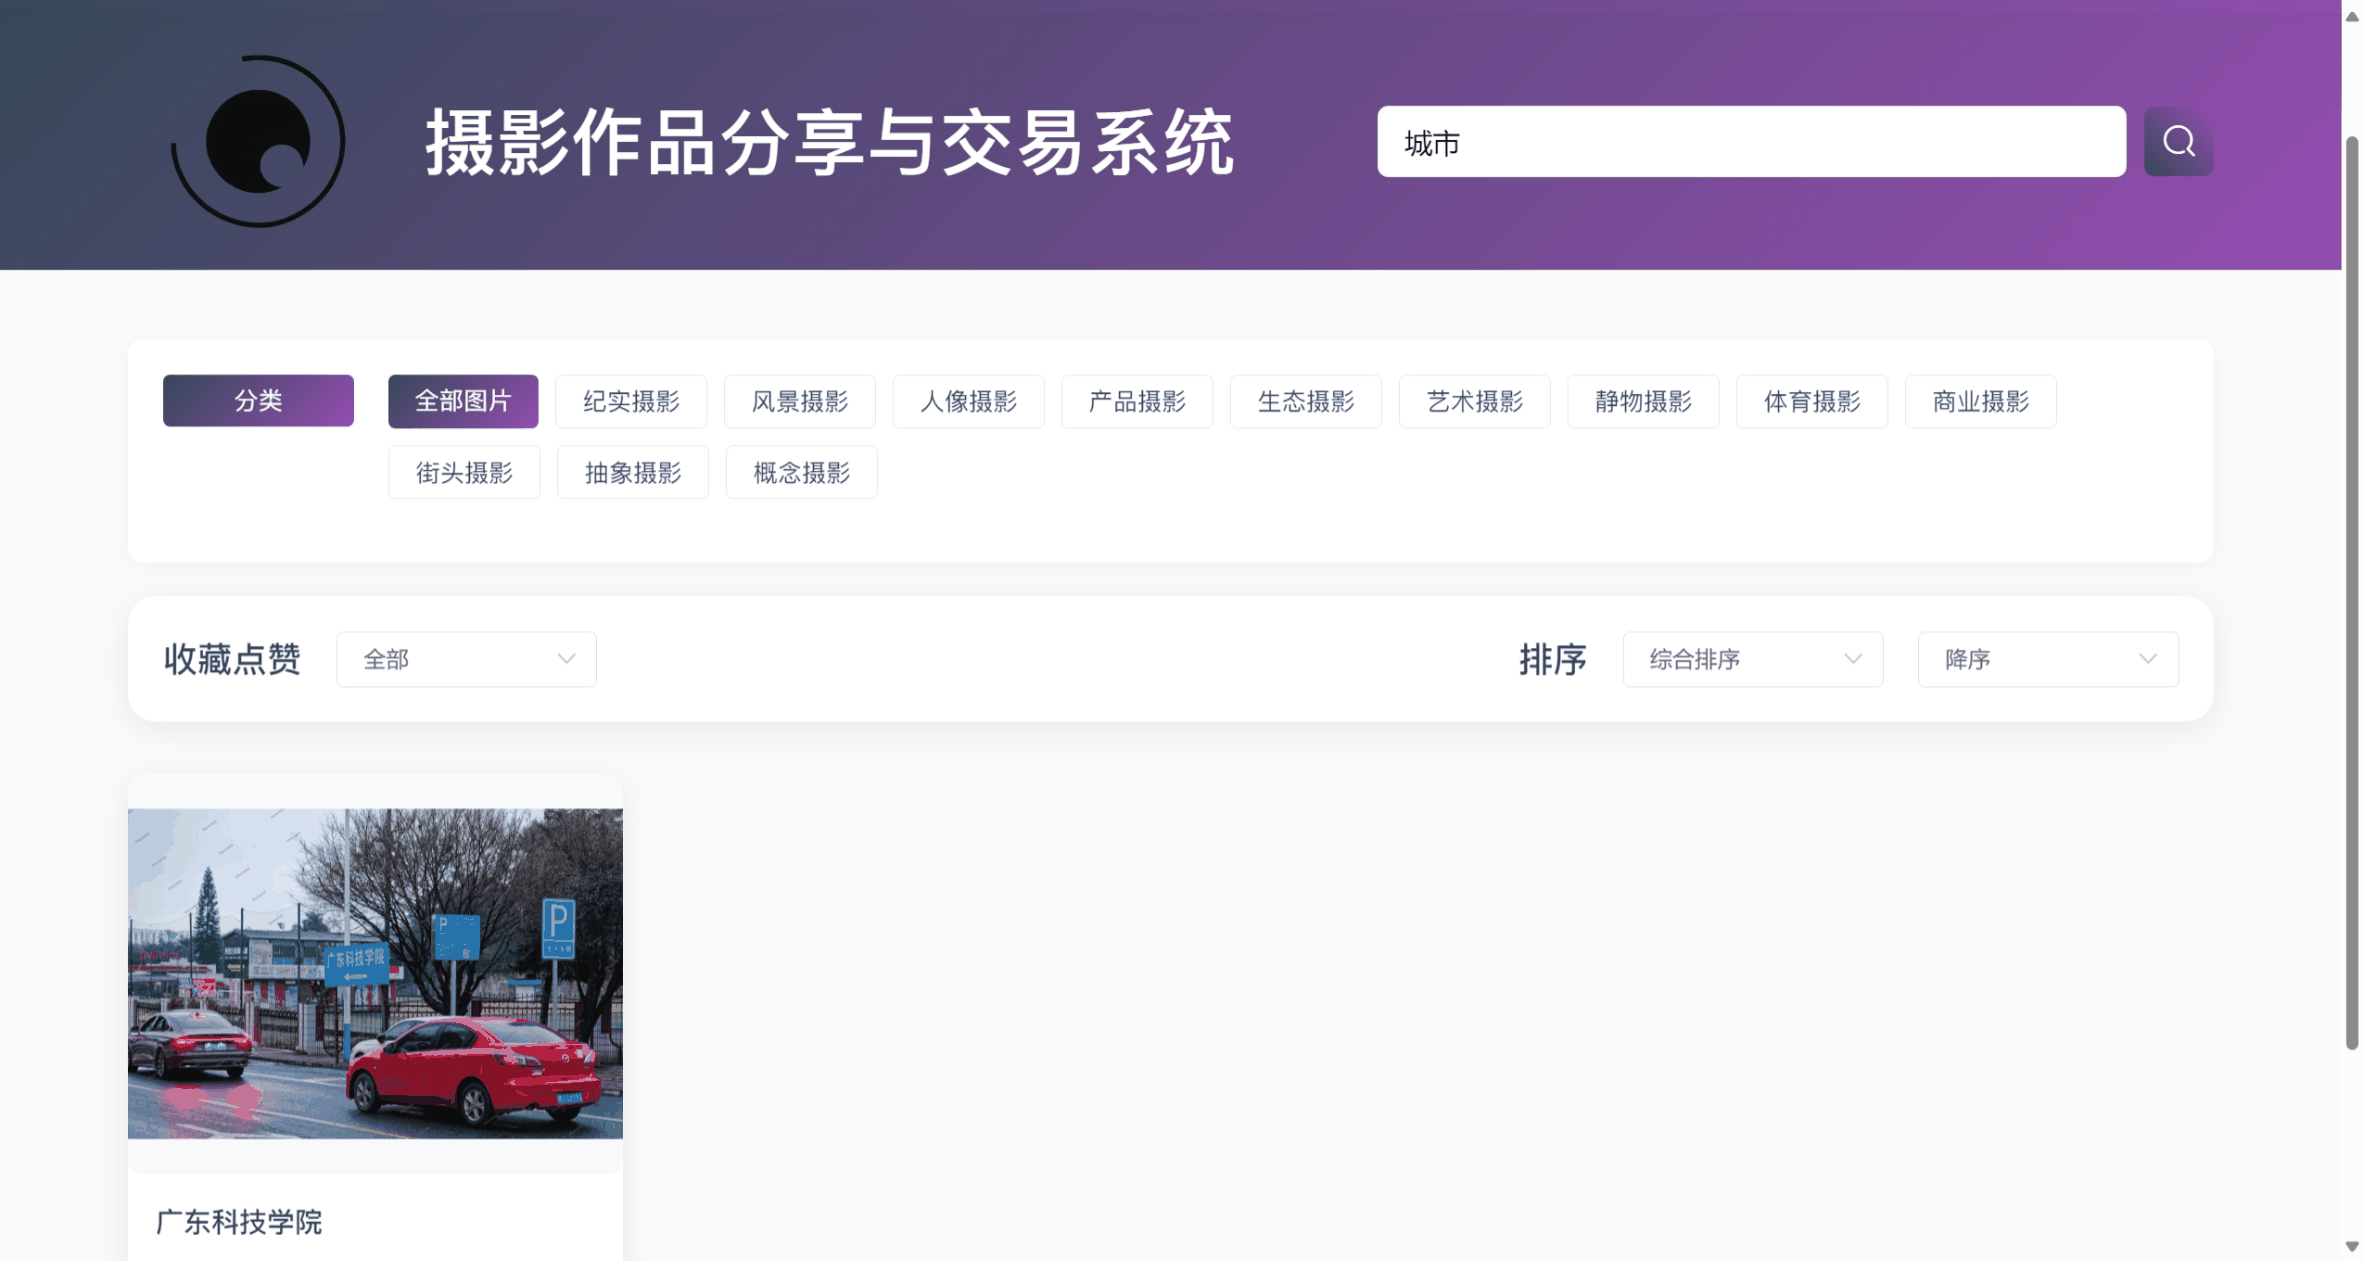 摄影作品分享与交易系统
城市
分类 全部图片 纪实摄影 风景摄影 人像摄影 产品摄影 生态摄影 艺术摄影 静物摄影 体育摄影 商业摄影
街头摄影 抽象摄影 概念摄影
收藏点赞 全部 排序 综合排序 降序
P
P
广东科技学院
广东科技学院